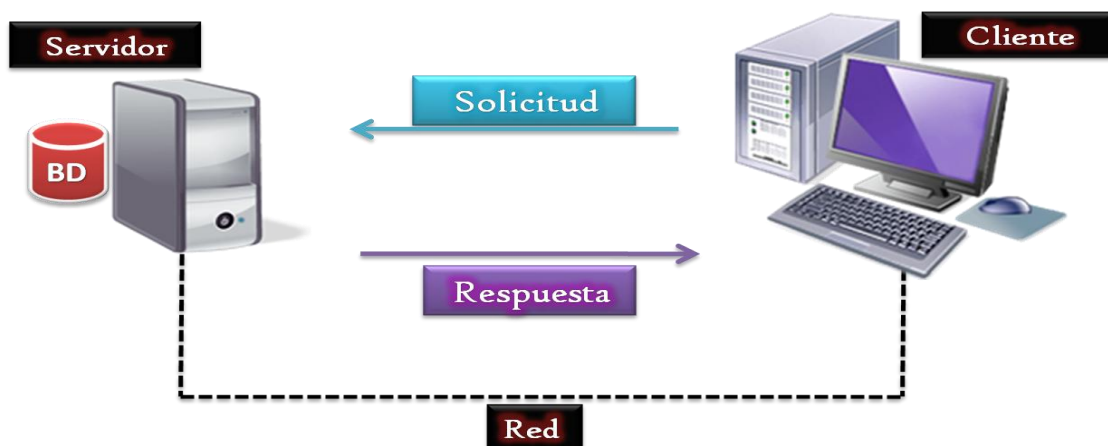 Servidor
Cliente
Solicitud
BD
Respuesta
Red